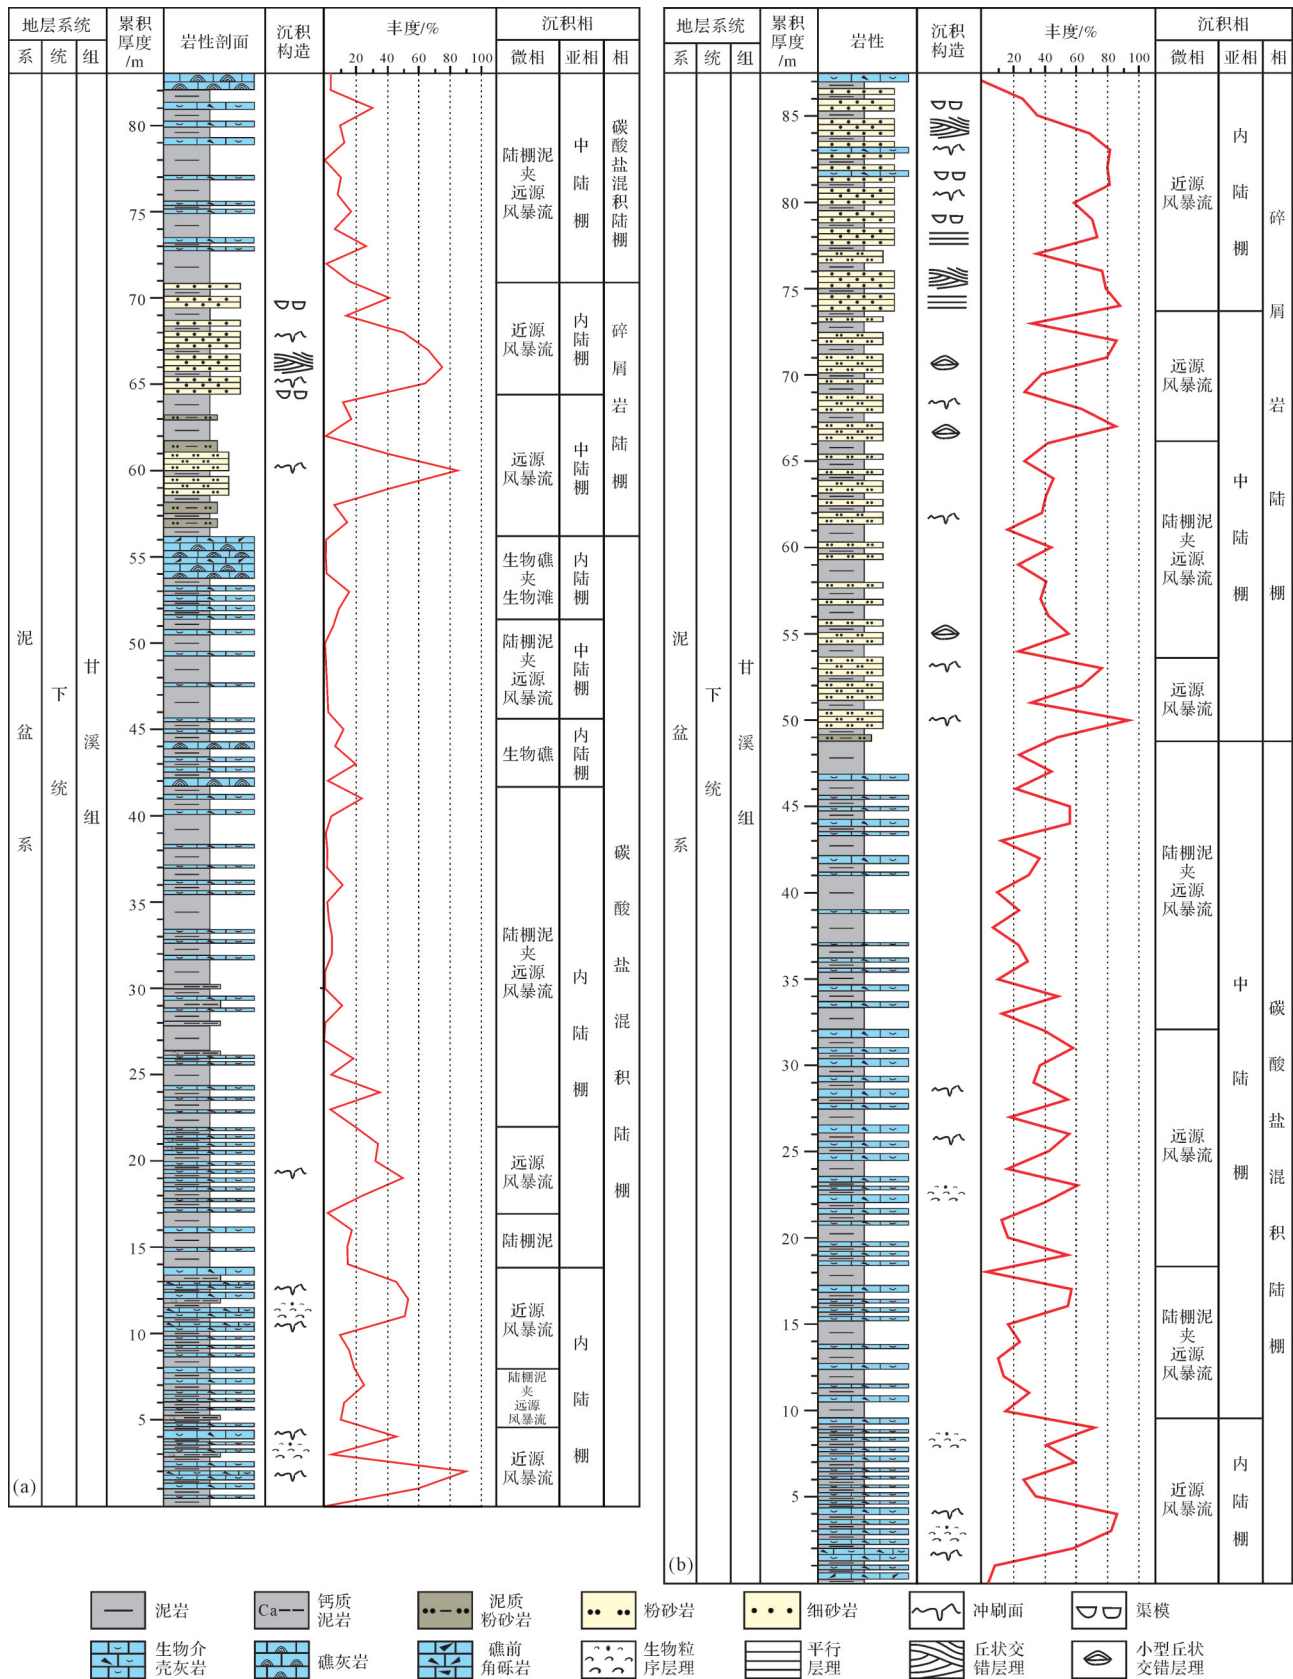 地层系统
系
统
组
累积
厚度
/m
岩性剖面
沉积
构造
丰度/%
20 40 60 80 100
沉积相
微相
亚相
相
80
75
70
65
60
55
50
45
40
35
30
25
20
15
10
5
泥盆系
下统
甘溪组
陆棚泥
夹
远源
风暴流
近源
风暴流
远源
风暴流
生物礁
夹
生物滩
陆棚泥
夹
远源
风暴流
生物礁
陆棚泥
夹
远源
风暴流
远源
风暴流
陆棚泥
近源
风暴流
陆棚泥
夹
远源
风暴流
近源
风暴流
中陆棚
内陆棚
中陆棚
内陆棚
中陆棚
内陆棚
内陆棚
内陆棚
碳酸盐混积陆棚
碎屑岩陆棚
碳酸盐混积陆棚
(a)
地层系统
系
统
组
累积
厚度
/m
岩性
沉积
构造
丰度/%
20 40 60 80 100
沉积相
微相
亚相
相
85
80
75
70
65
60
55
50
45
40
35
30
25
20
15
10
5
泥盆系
下统
甘溪组
近源
风暴流
远源
风暴流
陆棚泥
夹
远源
风暴流
远源
风暴流
陆棚泥
夹
远源
风暴流
远源
风暴流
陆棚泥
夹
远源
风暴流
近源
风暴流
内陆棚
中陆棚
中陆棚
内陆棚
碎屑岩陆棚
碳酸盐混积陆棚
(b)
泥岩
Ca
钙质
泥岩
泥质
粉砂岩
粉砂岩
细砂岩
冲刷面
渠模
生物介
壳灰岩
礁灰岩
礁前
角砾岩
生物粒
序层理
平行
层理
丘状交
错层理
小型丘状
交错层理